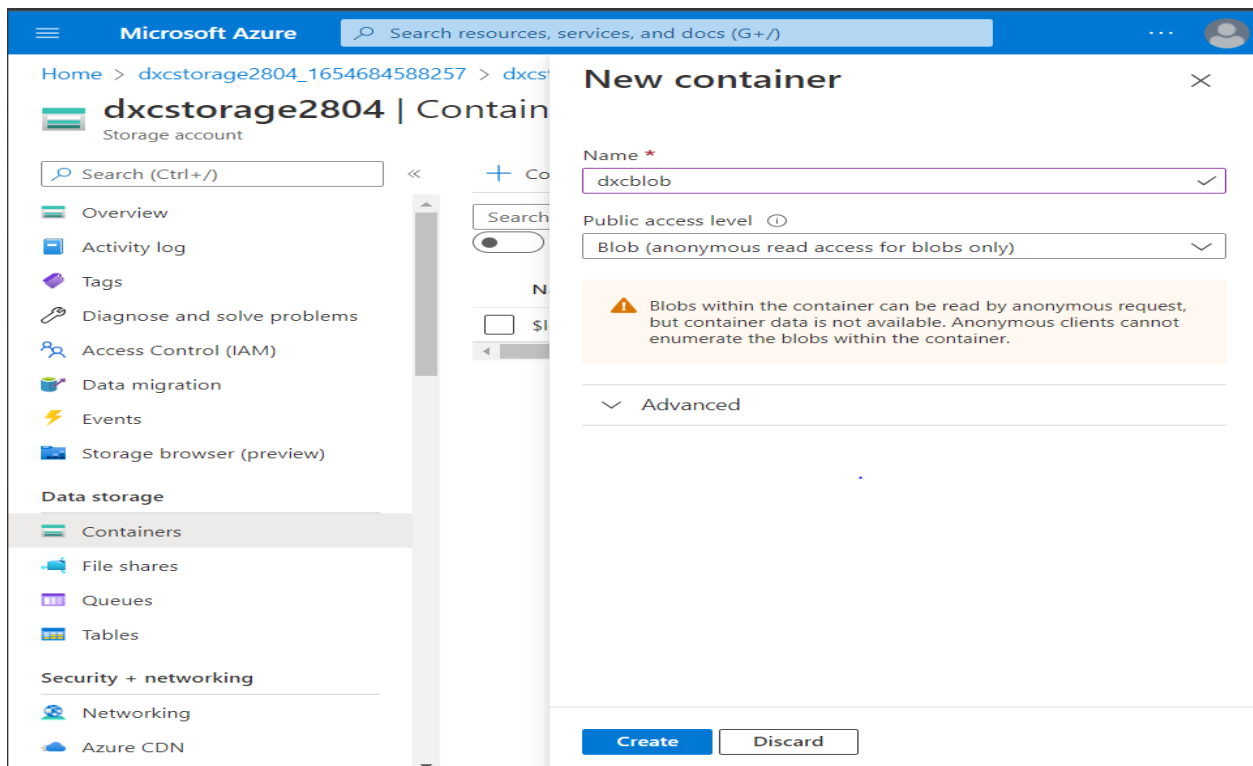 Microsoft Azure
Search resources, services, and docs (G+/)
...
Home > dxcstorage2804_1654684588257 > dxcs
dxcstorage2804 | Contain
Storage account
Search (Ctrl+/)
«
Overview
Activity log
Tags
Diagnose and solve problems
Access Control (IAM)
Data migration
Events
Storage browser (preview)
Data storage
Containers
File shares
Queues
Tables
Security + networking
Networking
Azure CDN
+ Co
Search
N
$l
New container
Name *
dxcblob
Public access level
Blob (anonymous read access for blobs only)
Blobs within the container can be read by anonymous request,
but container data is not available. Anonymous clients cannot
enumerate the blobs within the container.
Advanced
Create
Discard